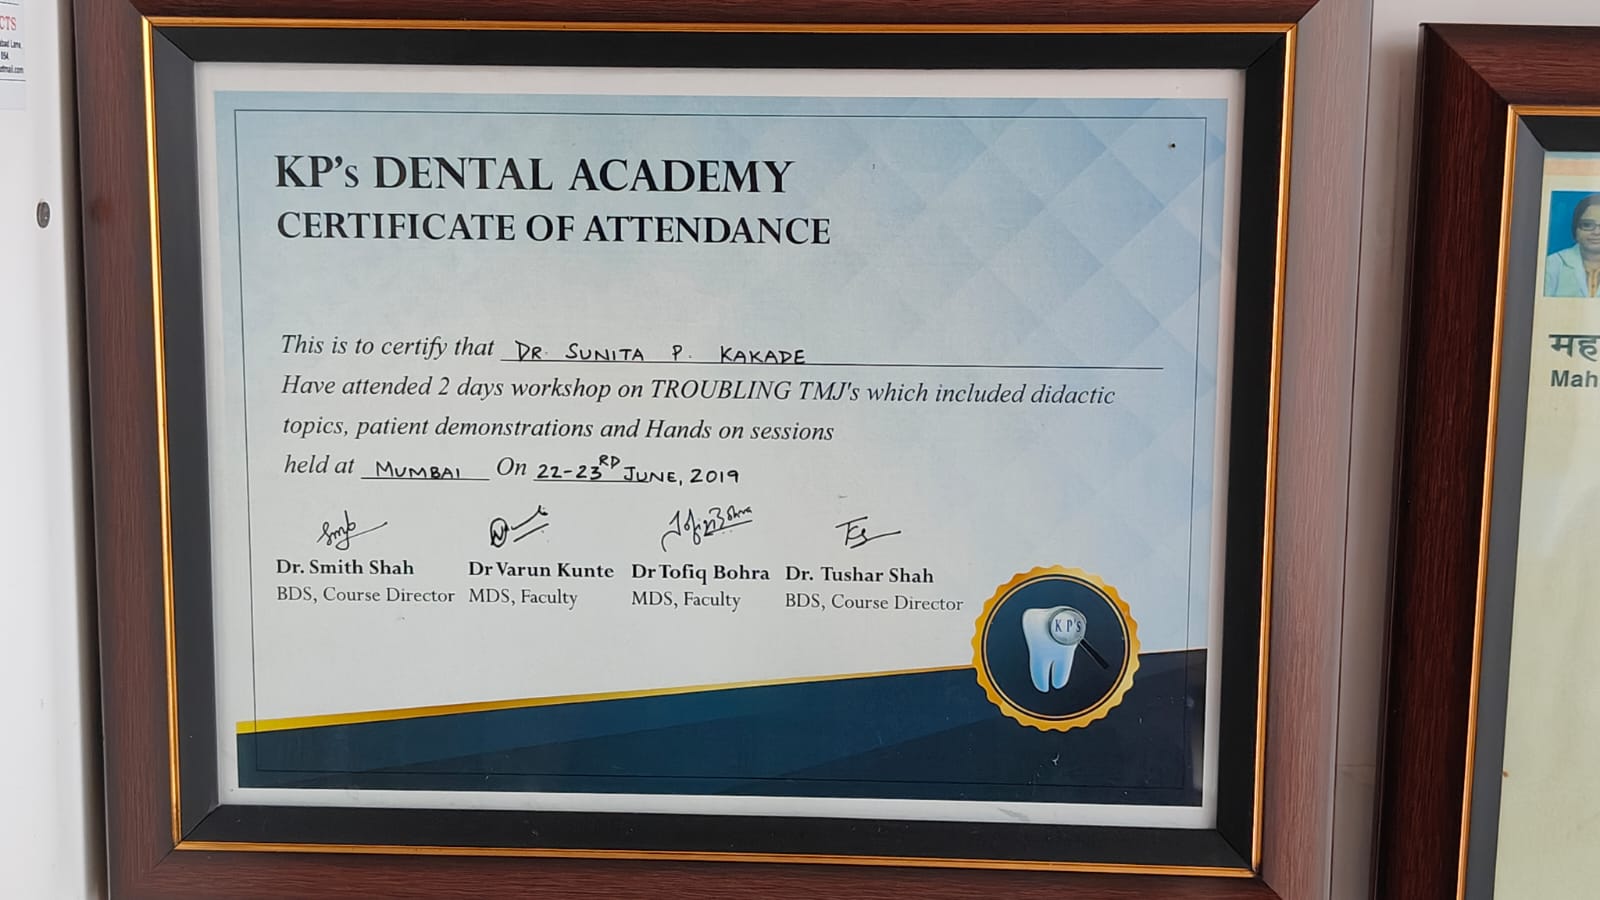 CTS
KP's DENTAL ACADEMY
CERTIFICATE OF ATTENDANCE
This is to certify that DR. SUNITA P. KAKADE
Have attended 2 days workshop on TROUBLING TMJ's which included didactic
topics, patient demonstrations and Hands on sessions
held at MUMBAI On 22-23RD JUNE, 2019
Dr. Smith Shah Dr Varun Kunte Dr Tofiq Bohra Dr. Tushar Shah
BDS, Course Director MDS, Faculty MDS, Faculty BDS, Course Director
KP's
मह
Mah